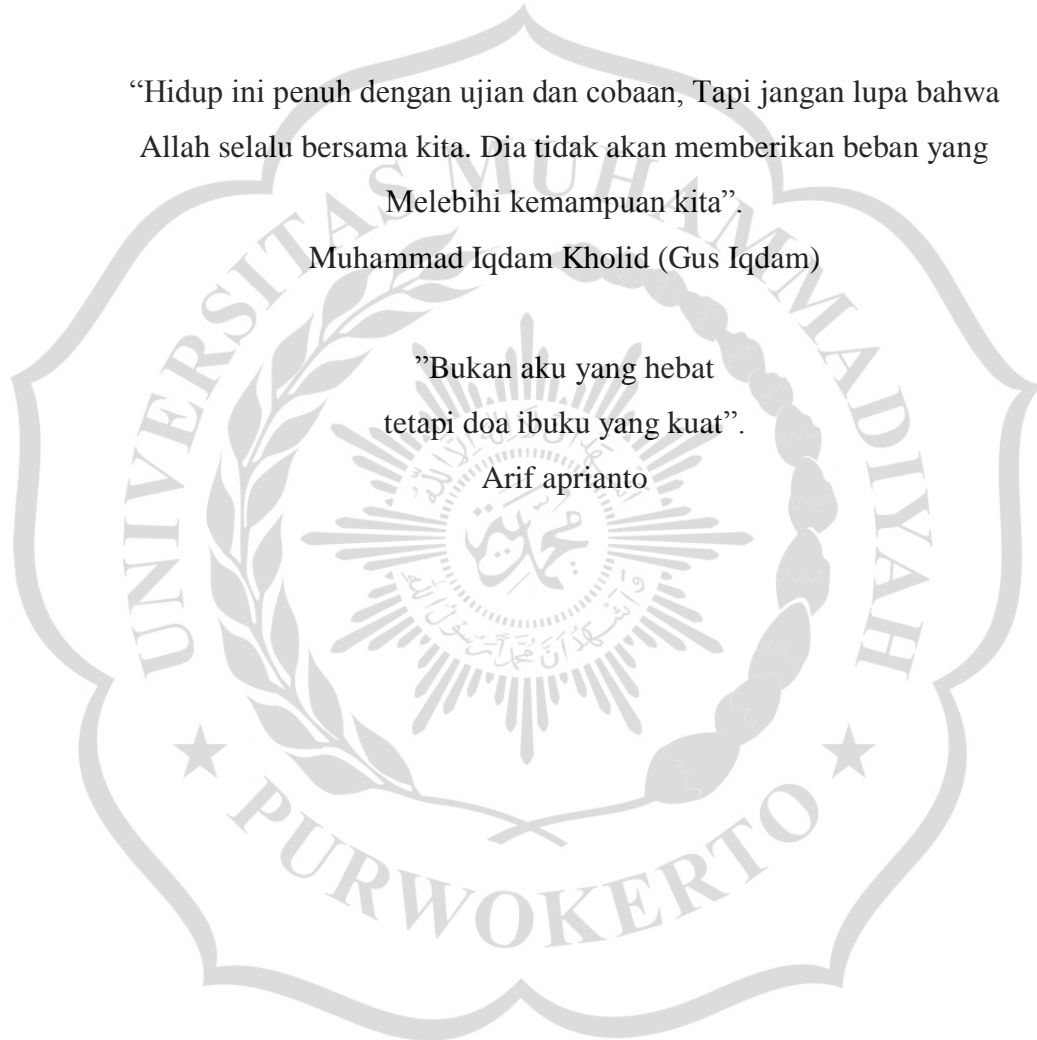 “Hidup ini penuh dengan ujian dan cobaan, Tapi jangan lupa bahwa
Allah selalu bersama kita. Dia tidak akan memberikan beban yang
Melebihi kemampuan kita”.
Muhammad Iqdam Kholid (Gus Iqdam)
”Bukan aku yang hebat
tetapi doa ibuku yang kuat”.
Arif aprianto
UNIVERSITAS MUHAMMADIYAH
PURWOKERTO